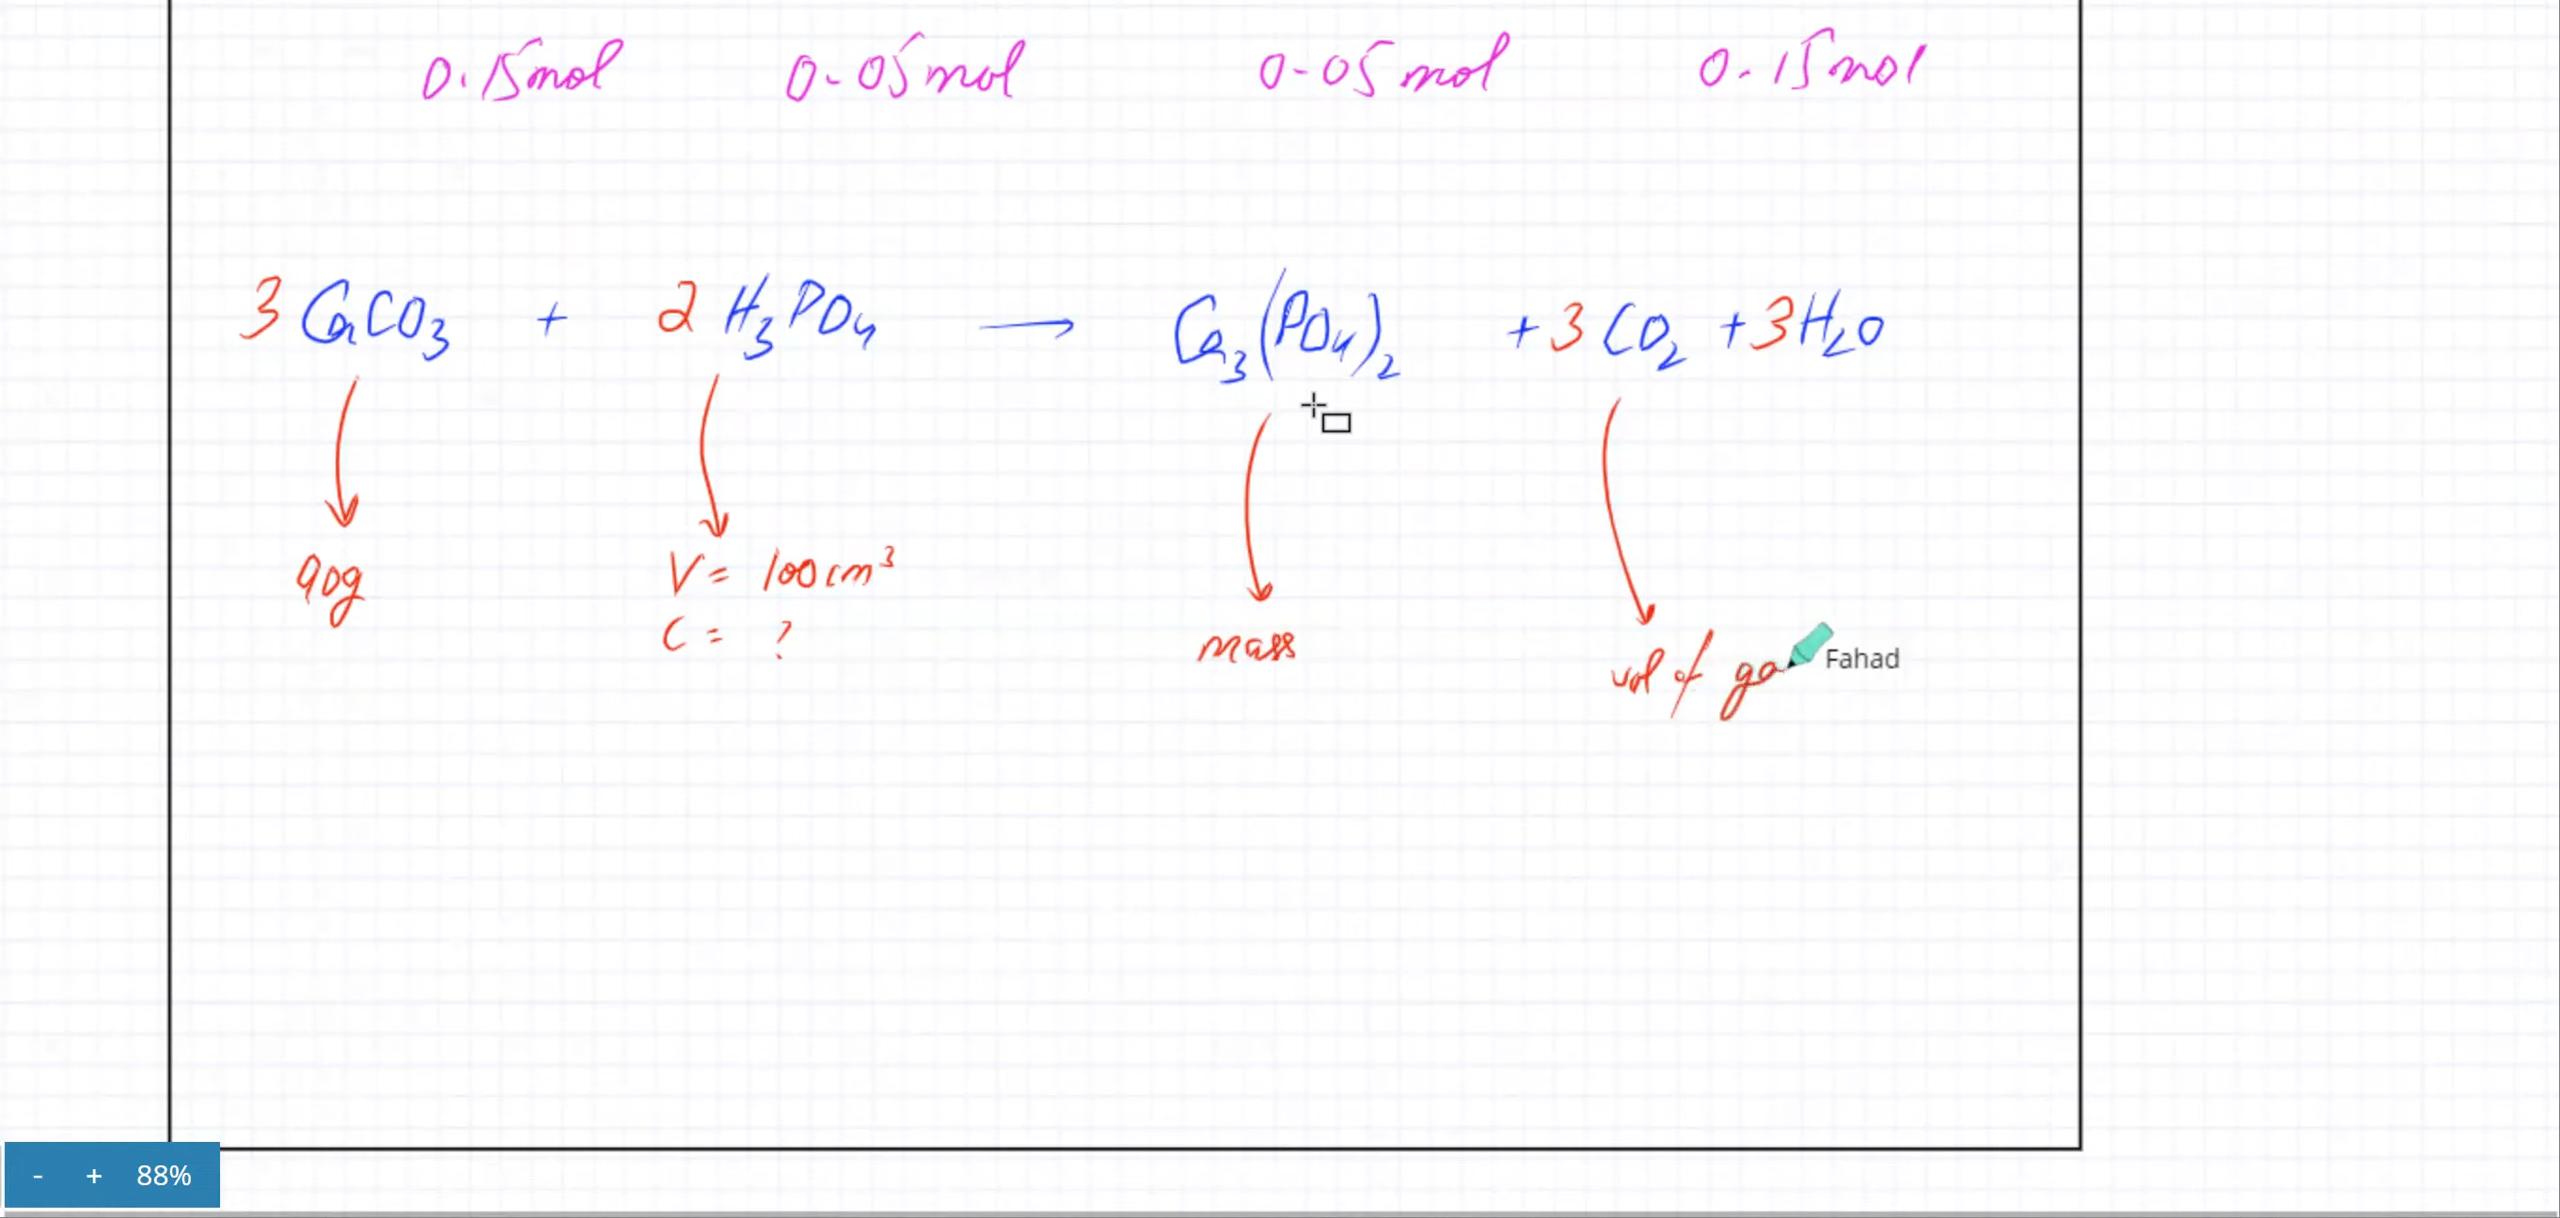 0.15mol 0.05mol 0.05mol 0.15mol
3 CaCO₃ + 2 H₃PO₄ → Ca₃(PO₄)₂ + 3 CO₂ + 3H₂O
90g V = 100cm³
C = ? mass
vol of ga Fahad
- + 88%